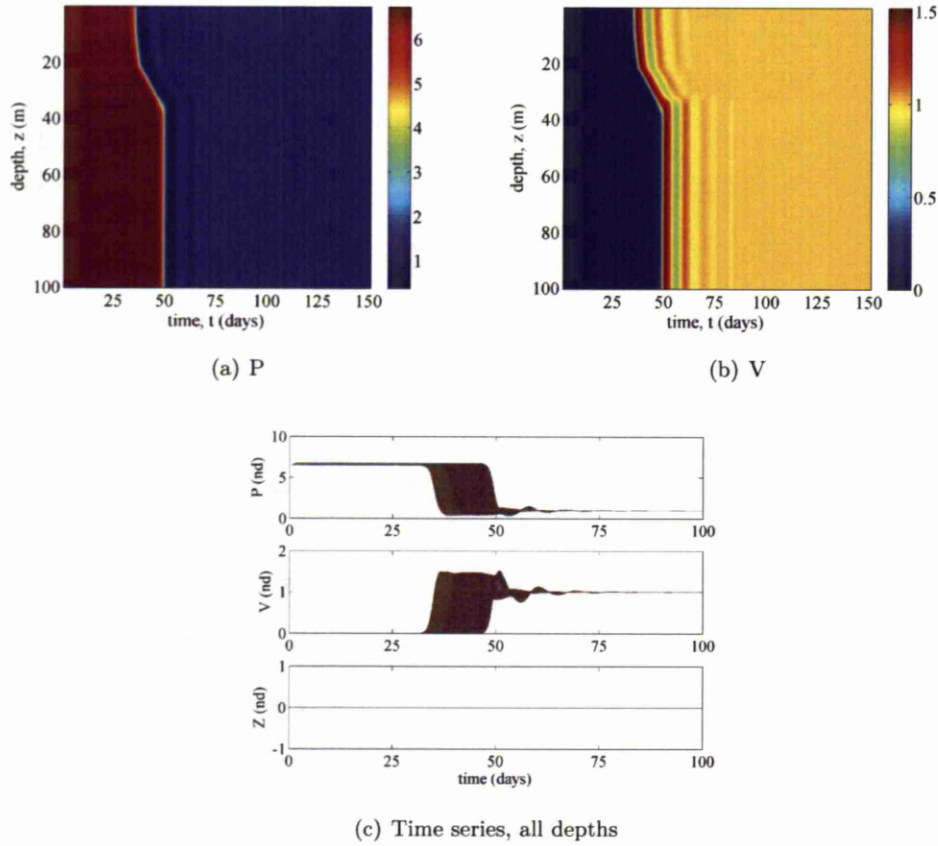 20
40
60
80
100
depth, z (m)
25 50 75 100 125 150
time, t (days)
6
5
4
3
2
1
(a) P
20
40
60
80
100
depth, z (m)
25 50 75 100 125 150
time, t (days)
1.5
1
0.5
0
(b) V
10
5
0
P (nd)
0 25 50 75 100
2
1
0
V (nd)
0 25 50 75 100
1
0
-1
Z (nd)
0 25 50 75 100
time (days)
(c) Time series, all depths